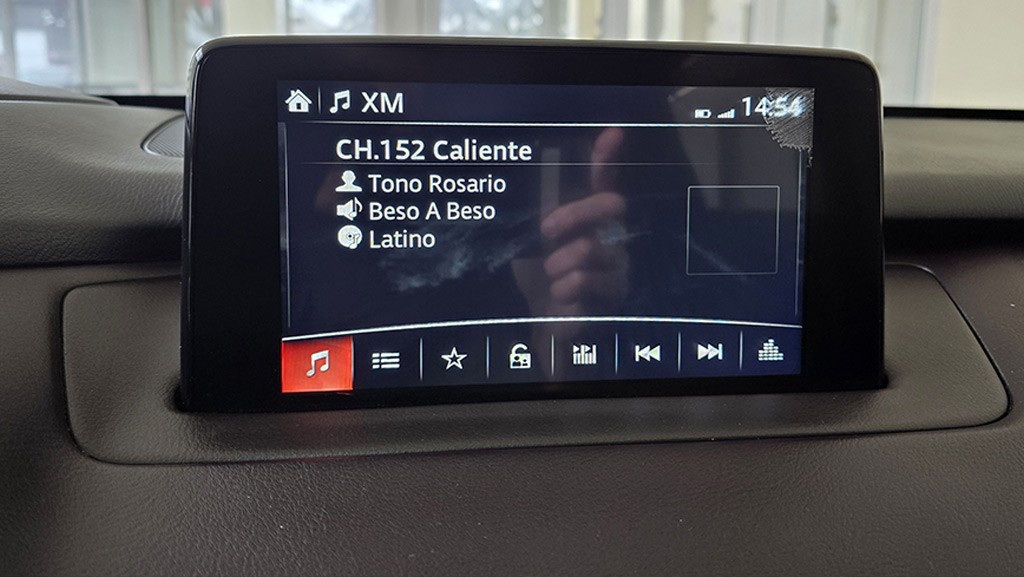 XM
14:54
CH.152 Caliente
Tono Rosario
Beso A Beso
Latino